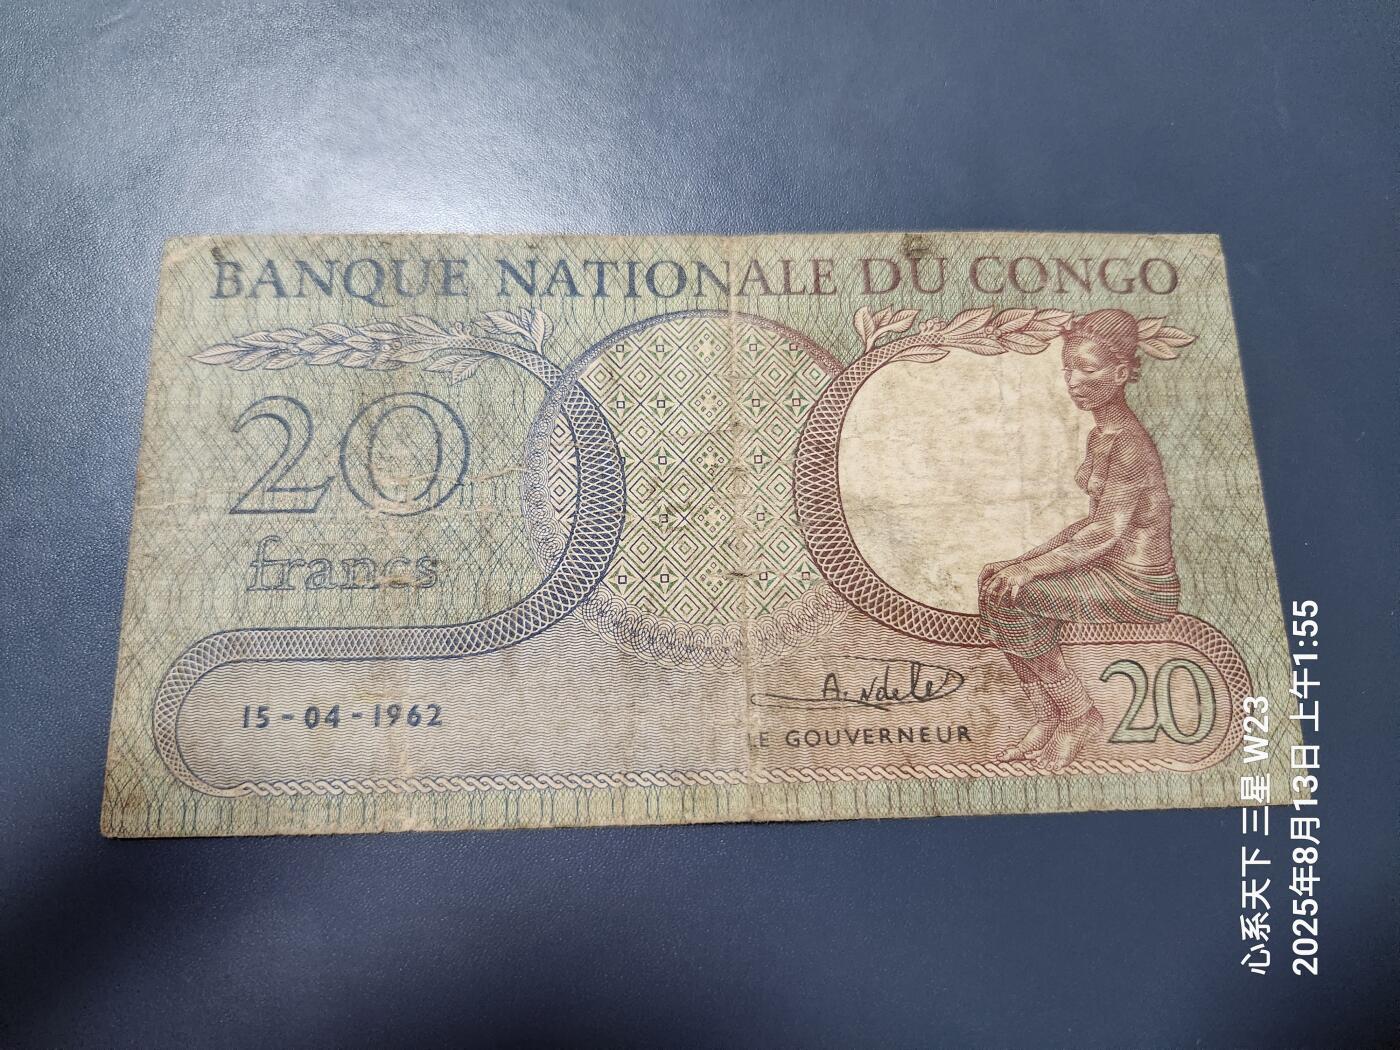 BANQUE NATIONALE DU CONGO
20
francs
15-04-1962
A. Ndele
LE GOUVERNEUR
20
心系天下 三星 W23
2025年8月13日 上午1:55